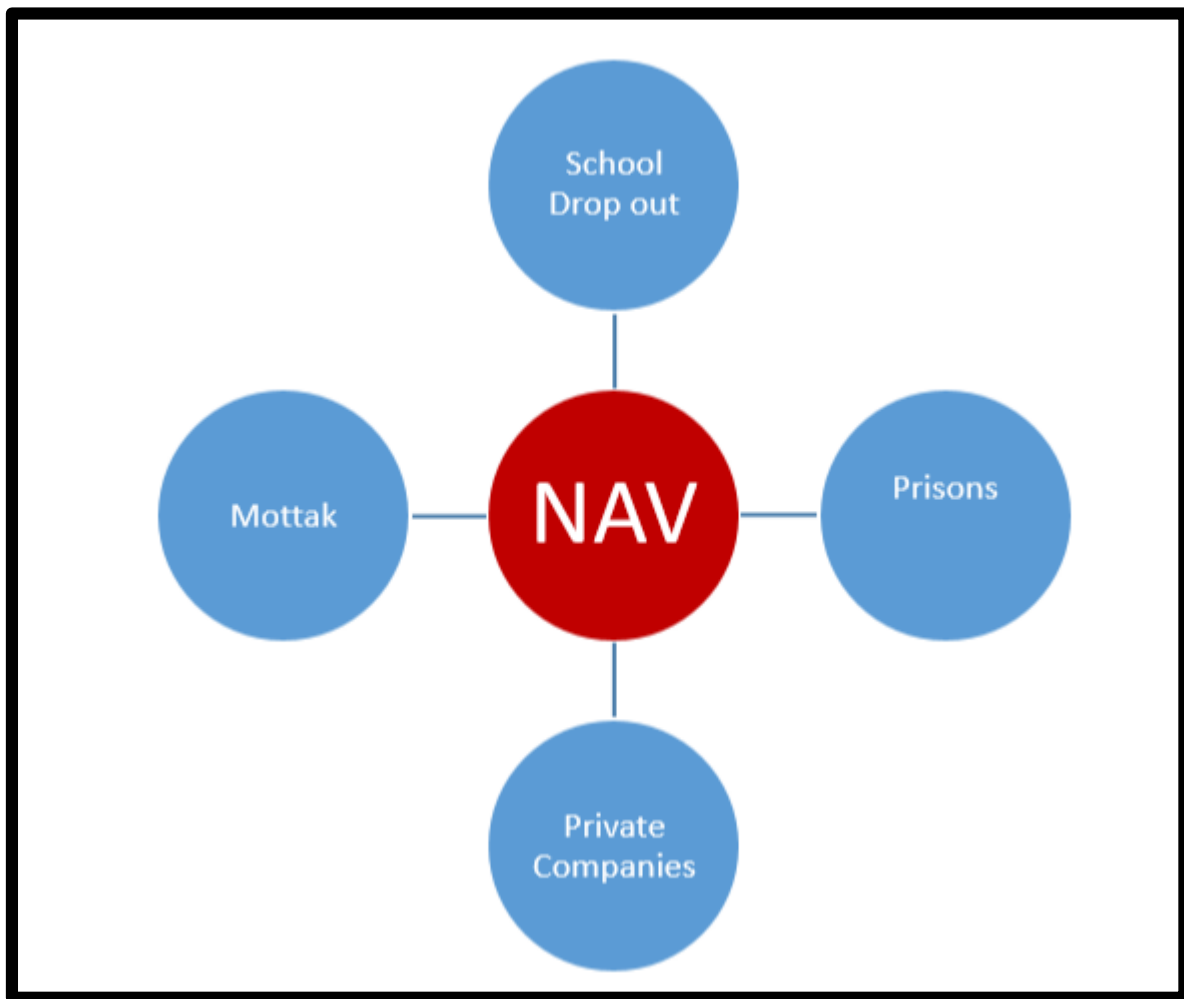 School
Drop out
Mottak
NAV
Prisons
Private
Companies